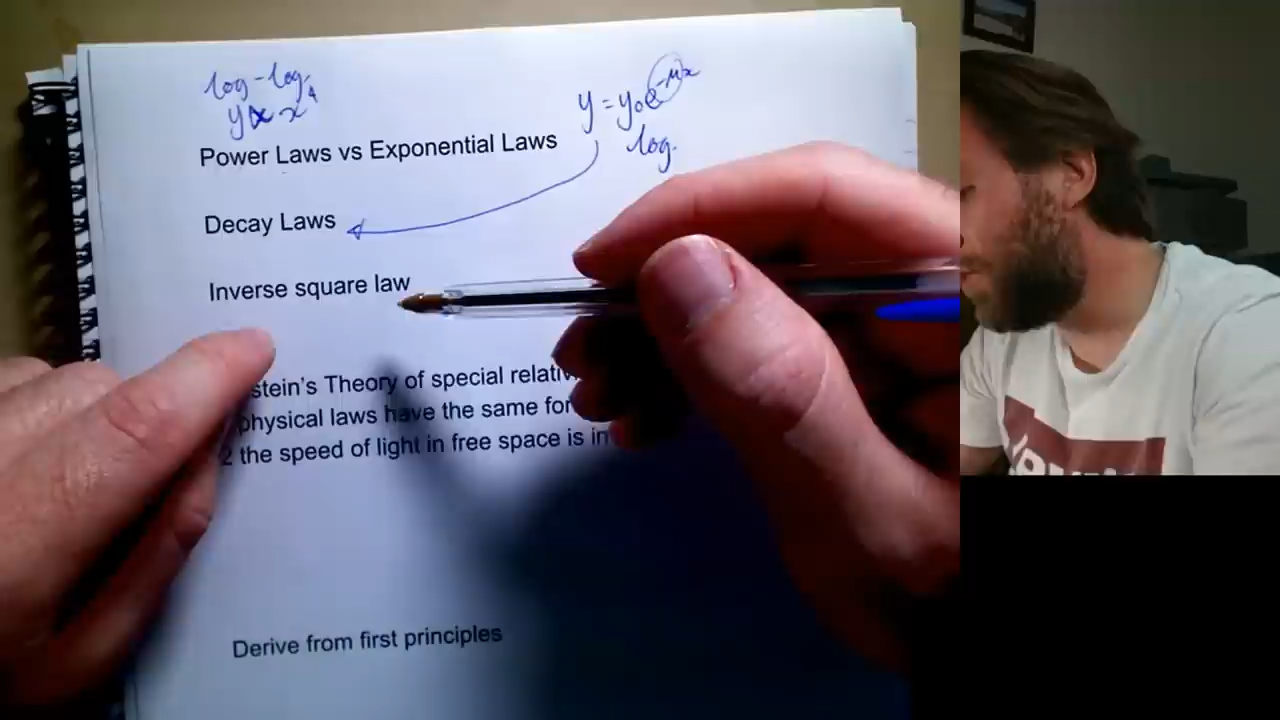 log-log
y ∝ x⁴
y = y₀e^-μx
log.
Power Laws vs Exponential Laws
Decay Laws
Inverse square law
stein's Theory of special relativ
physical laws have the same for
2 the speed of light in free space is in
Derive from first principles